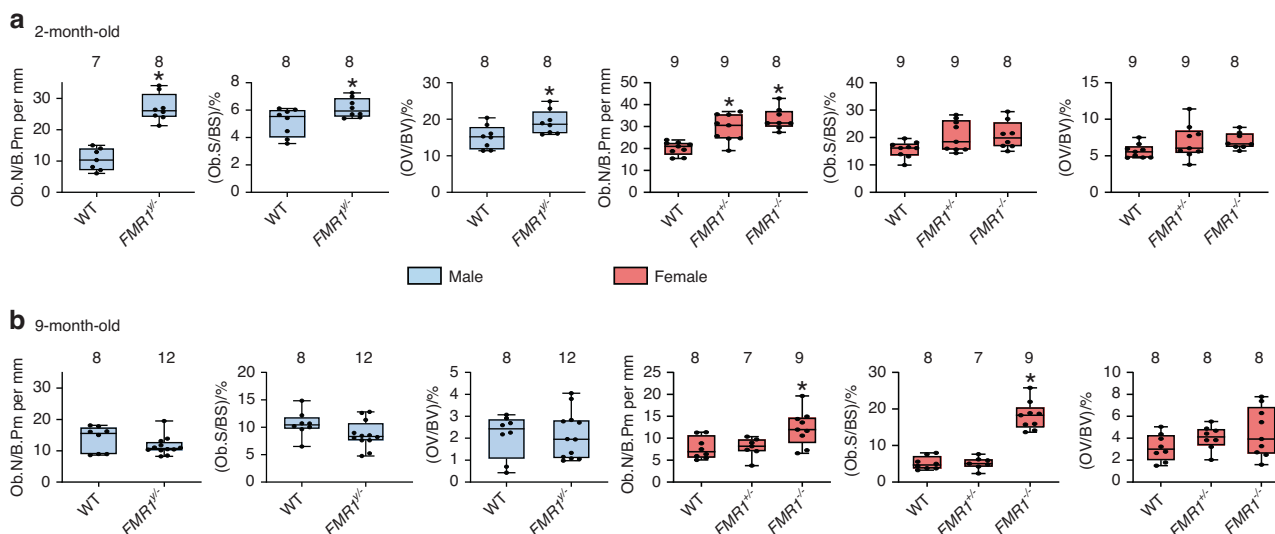 a 2-month-old
7 8
*
Ob.N/B.Pm per mm
30
20
10
0
WT FMR1y/-
8 8
*
(Ob.S/BS)/%
8
6
4
2
0
WT FMR1y/-
8 8
*
(OV/BV)/%
30
20
10
0
WT FMR1y/-
9 9 8
* *
Ob.N/B.Pm per mm
50
40
30
20
10
0
WT FMR1+/- FMR1-/-
9 9 8
(Ob.S/BS)/%
40
30
20
10
0
WT FMR1+/- FMR1-/-
9 9 8
(OV/BV)/%
15
10
5
0
WT FMR1+/- FMR1-/-
Male Female
b 9-month-old
8 12
Ob.N/B.Pm per mm
30
20
10
0
WT FMR1y/-
8 12
(Ob.S/BS)/%
20
15
10
5
0
WT FMR1y/-
8 12
(OV/BV)/%
5
4
3
2
1
0
WT FMR1y/-
8 7 9
*
Ob.N/B.Pm per mm
25
20
15
10
5
0
WT FMR1+/- FMR1-/-
8 7 9
*
(Ob.S/BS)/%
30
20
10
0
WT FMR1+/- FMR1-/-
8 8 8
(OV/BV)/%
10
8
6
4
2
0
WT FMR1+/- FMR1-/-